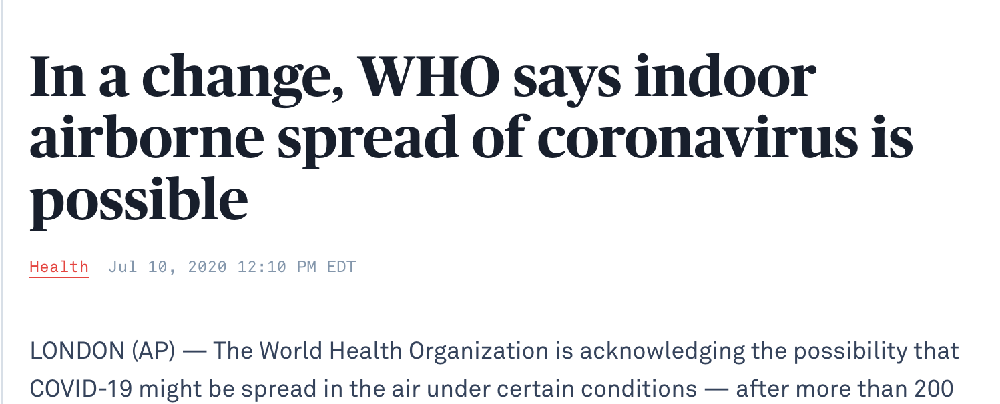 In a change, WHO says indoor
airborne spread of coronavirus is
possible
Health Jul 10, 2020 12:10 PM EDT
LONDON (AP) — The World Health Organization is acknowledging the possibility that
COVID-19 might be spread in the air under certain conditions — after more than 200